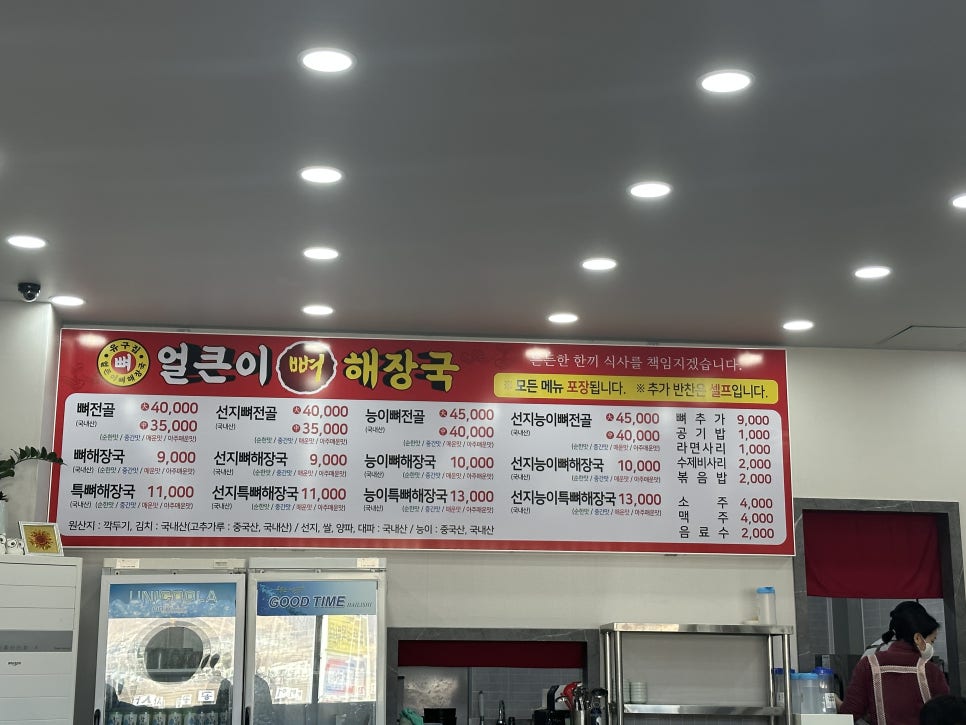 유구진
뼈
얼큰이뼈해장국
얼큰이 뼈 해장국
든든한 한끼 식사를 책임지겠습니다.
※ 모든 메뉴 포장됩니다. ※ 추가 반찬은 셀프입니다.
뼈전골 大 40,000
(국내산) 中 35,000
(순한맛 / 중간맛 / 매운맛 / 아주매운맛)
뼈해장국 9,000
(국내산) (순한맛 / 중간맛 / 매운맛 / 아주매운맛)
특뼈해장국 11,000
(국내산) (순한맛 / 중간맛 / 매운맛 / 아주매운맛)
선지뼈전골 大 40,000
(국내산) 中 35,000
(순한맛 / 중간맛 / 매운맛 / 아주매운맛)
선지뼈해장국 9,000
(국내산) (순한맛 / 중간맛 / 매운맛 / 아주매운맛)
선지특뼈해장국 11,000
(국내산) (순한맛 / 중간맛 / 매운맛 / 아주매운맛)
능이뼈전골 大 45,000
(국내산) 中 40,000
(순한맛 / 중간맛 / 매운맛 / 아주매운맛)
능이뼈해장국 10,000
(국내산) (순한맛 / 중간맛 / 매운맛 / 아주매운맛)
능이특뼈해장국 13,000
(국내산) (순한맛 / 중간맛 / 매운맛 / 아주매운맛)
선지능이뼈전골 大 45,000
(국내산) 中 40,000
(순한맛 / 중간맛 / 매운맛 / 아주매운맛)
선지능이뼈해장국 10,000
(국내산) (순한맛 / 중간맛 / 매운맛 / 아주매운맛)
선지능이특뼈해장국 13,000
(국내산) (순한맛 / 중간맛 / 매운맛 / 아주매운맛)
뼈 추 가 9,000
공 기 밥 1,000
라면사리 1,000
수제비사리 2,000
볶 음 밥 2,000
소 주 4,000
맥 주 4,000
음 료 수 2,000
원산지 : 깍두기, 김치 : 국내산(고추가루 : 중국산, 국내산) / 선지, 쌀, 양파, 대파 : 국내산 / 능이 : 중국산, 국내산
UNICOOLA
GOOD TIME HAILISHI